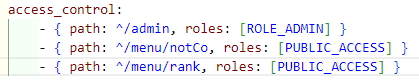 access_control:
    - { path: ^/admin, roles: [ROLE_ADMIN] }
    - { path: ^/menu/notCo, roles: [PUBLIC_ACCESS] }
    - { path: ^/menu/rank, roles: [PUBLIC_ACCESS] }